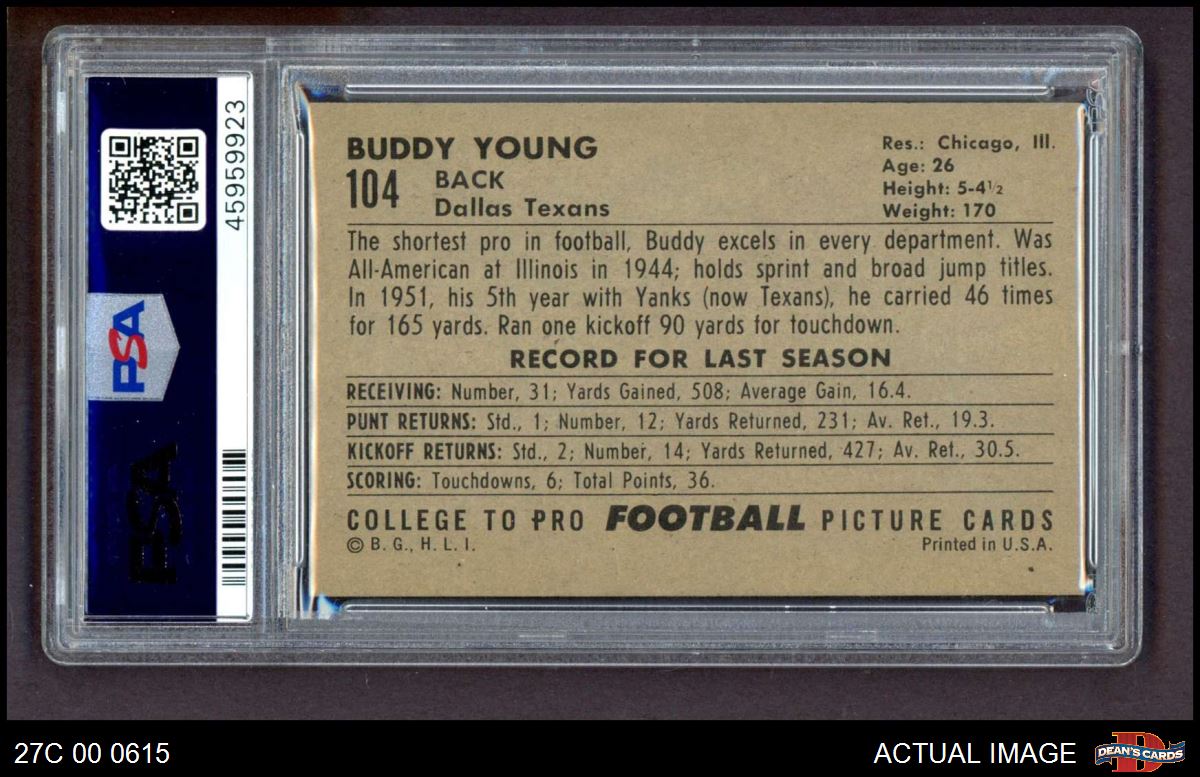 45959923
PSA
PSA
BUDDY YOUNG
104 BACK
Dallas Texans
Res.: Chicago, Ill.
Age: 26
Height: 5-4½
Weight: 170
The shortest pro in football, Buddy excels in every department. Was
All-American at Illinois in 1944; holds sprint and broad jump titles.
In 1951, his 5th year with Yanks (now Texans), he carried 46 times
for 165 yards. Ran one kickoff 90 yards for touchdown.
RECORD FOR LAST SEASON
RECEIVING: Number, 31; Yards Gained, 508; Average Gain, 16.4.
PUNT RETURNS: Std., 1; Number, 12; Yards Returned, 231; Av. Ret., 19.3.
KICKOFF RETURNS: Std., 2; Number, 14; Yards Returned, 427; Av. Ret., 30.5.
SCORING: Touchdowns, 6; Total Points, 36.
COLLEGE TO PRO FOOTBALL PICTURE CARDS
© B. G., H. L. I.
Printed in U.S.A.
27C 00 0615
ACTUAL IMAGE
DEAN'S CARDS